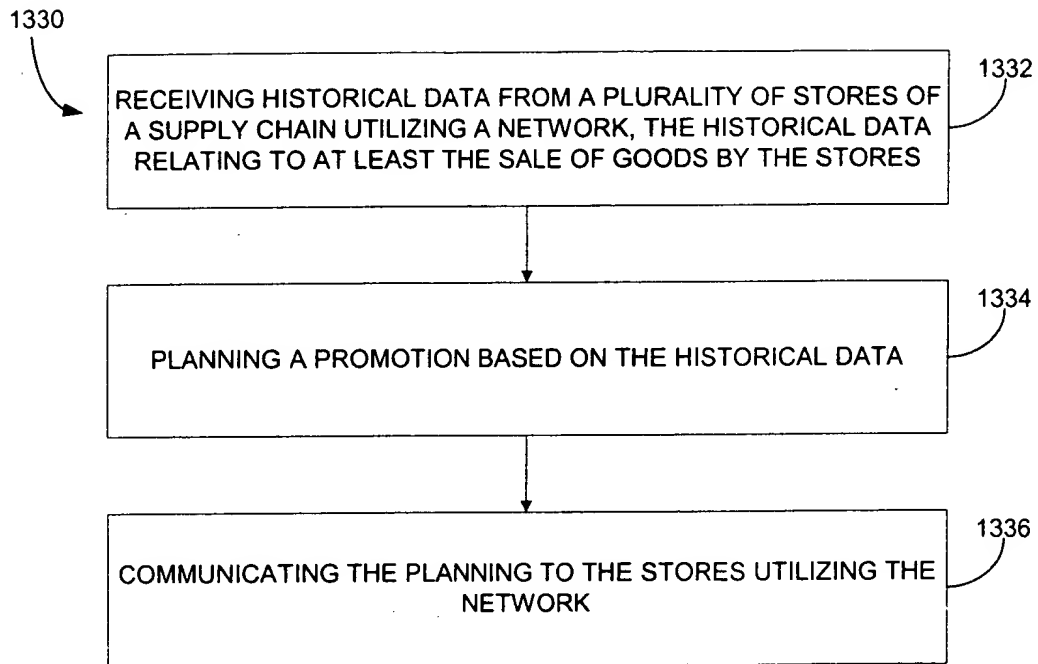 1330
1332
RECEIVING HISTORICAL DATA FROM A PLURALITY OF STORES OF
A SUPPLY CHAIN UTILIZING A NETWORK, THE HISTORICAL DATA
RELATING TO AT LEAST THE SALE OF GOODS BY THE STORES
1334
PLANNING A PROMOTION BASED ON THE HISTORICAL DATA
1336
COMMUNICATING THE PLANNING TO THE STORES UTILIZING THE
NETWORK